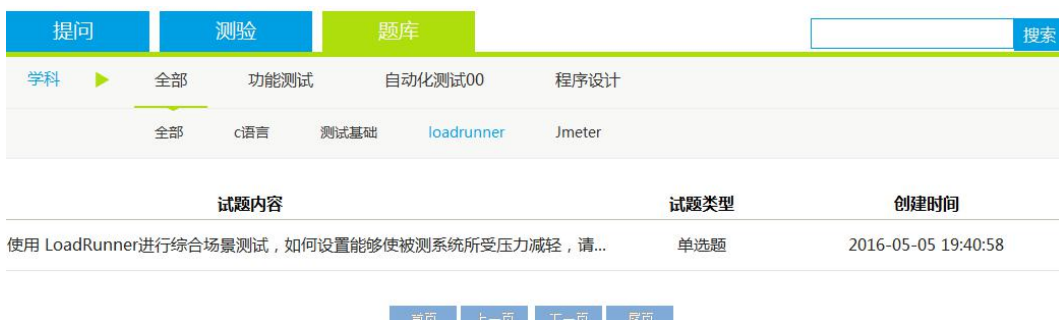 提问 测验 题库
搜索
学科 全部 功能测试 自动化测试00 程序设计
全部 c语言 测试基础 loadrunner Jmeter
试题内容 试题类型 创建时间
使用 LoadRunner进行综合场景测试，如何设置能够使被测系统所受压力减轻，请... 单选题 2016-05-05 19:40:58
首页 上一页 下一页 尾页